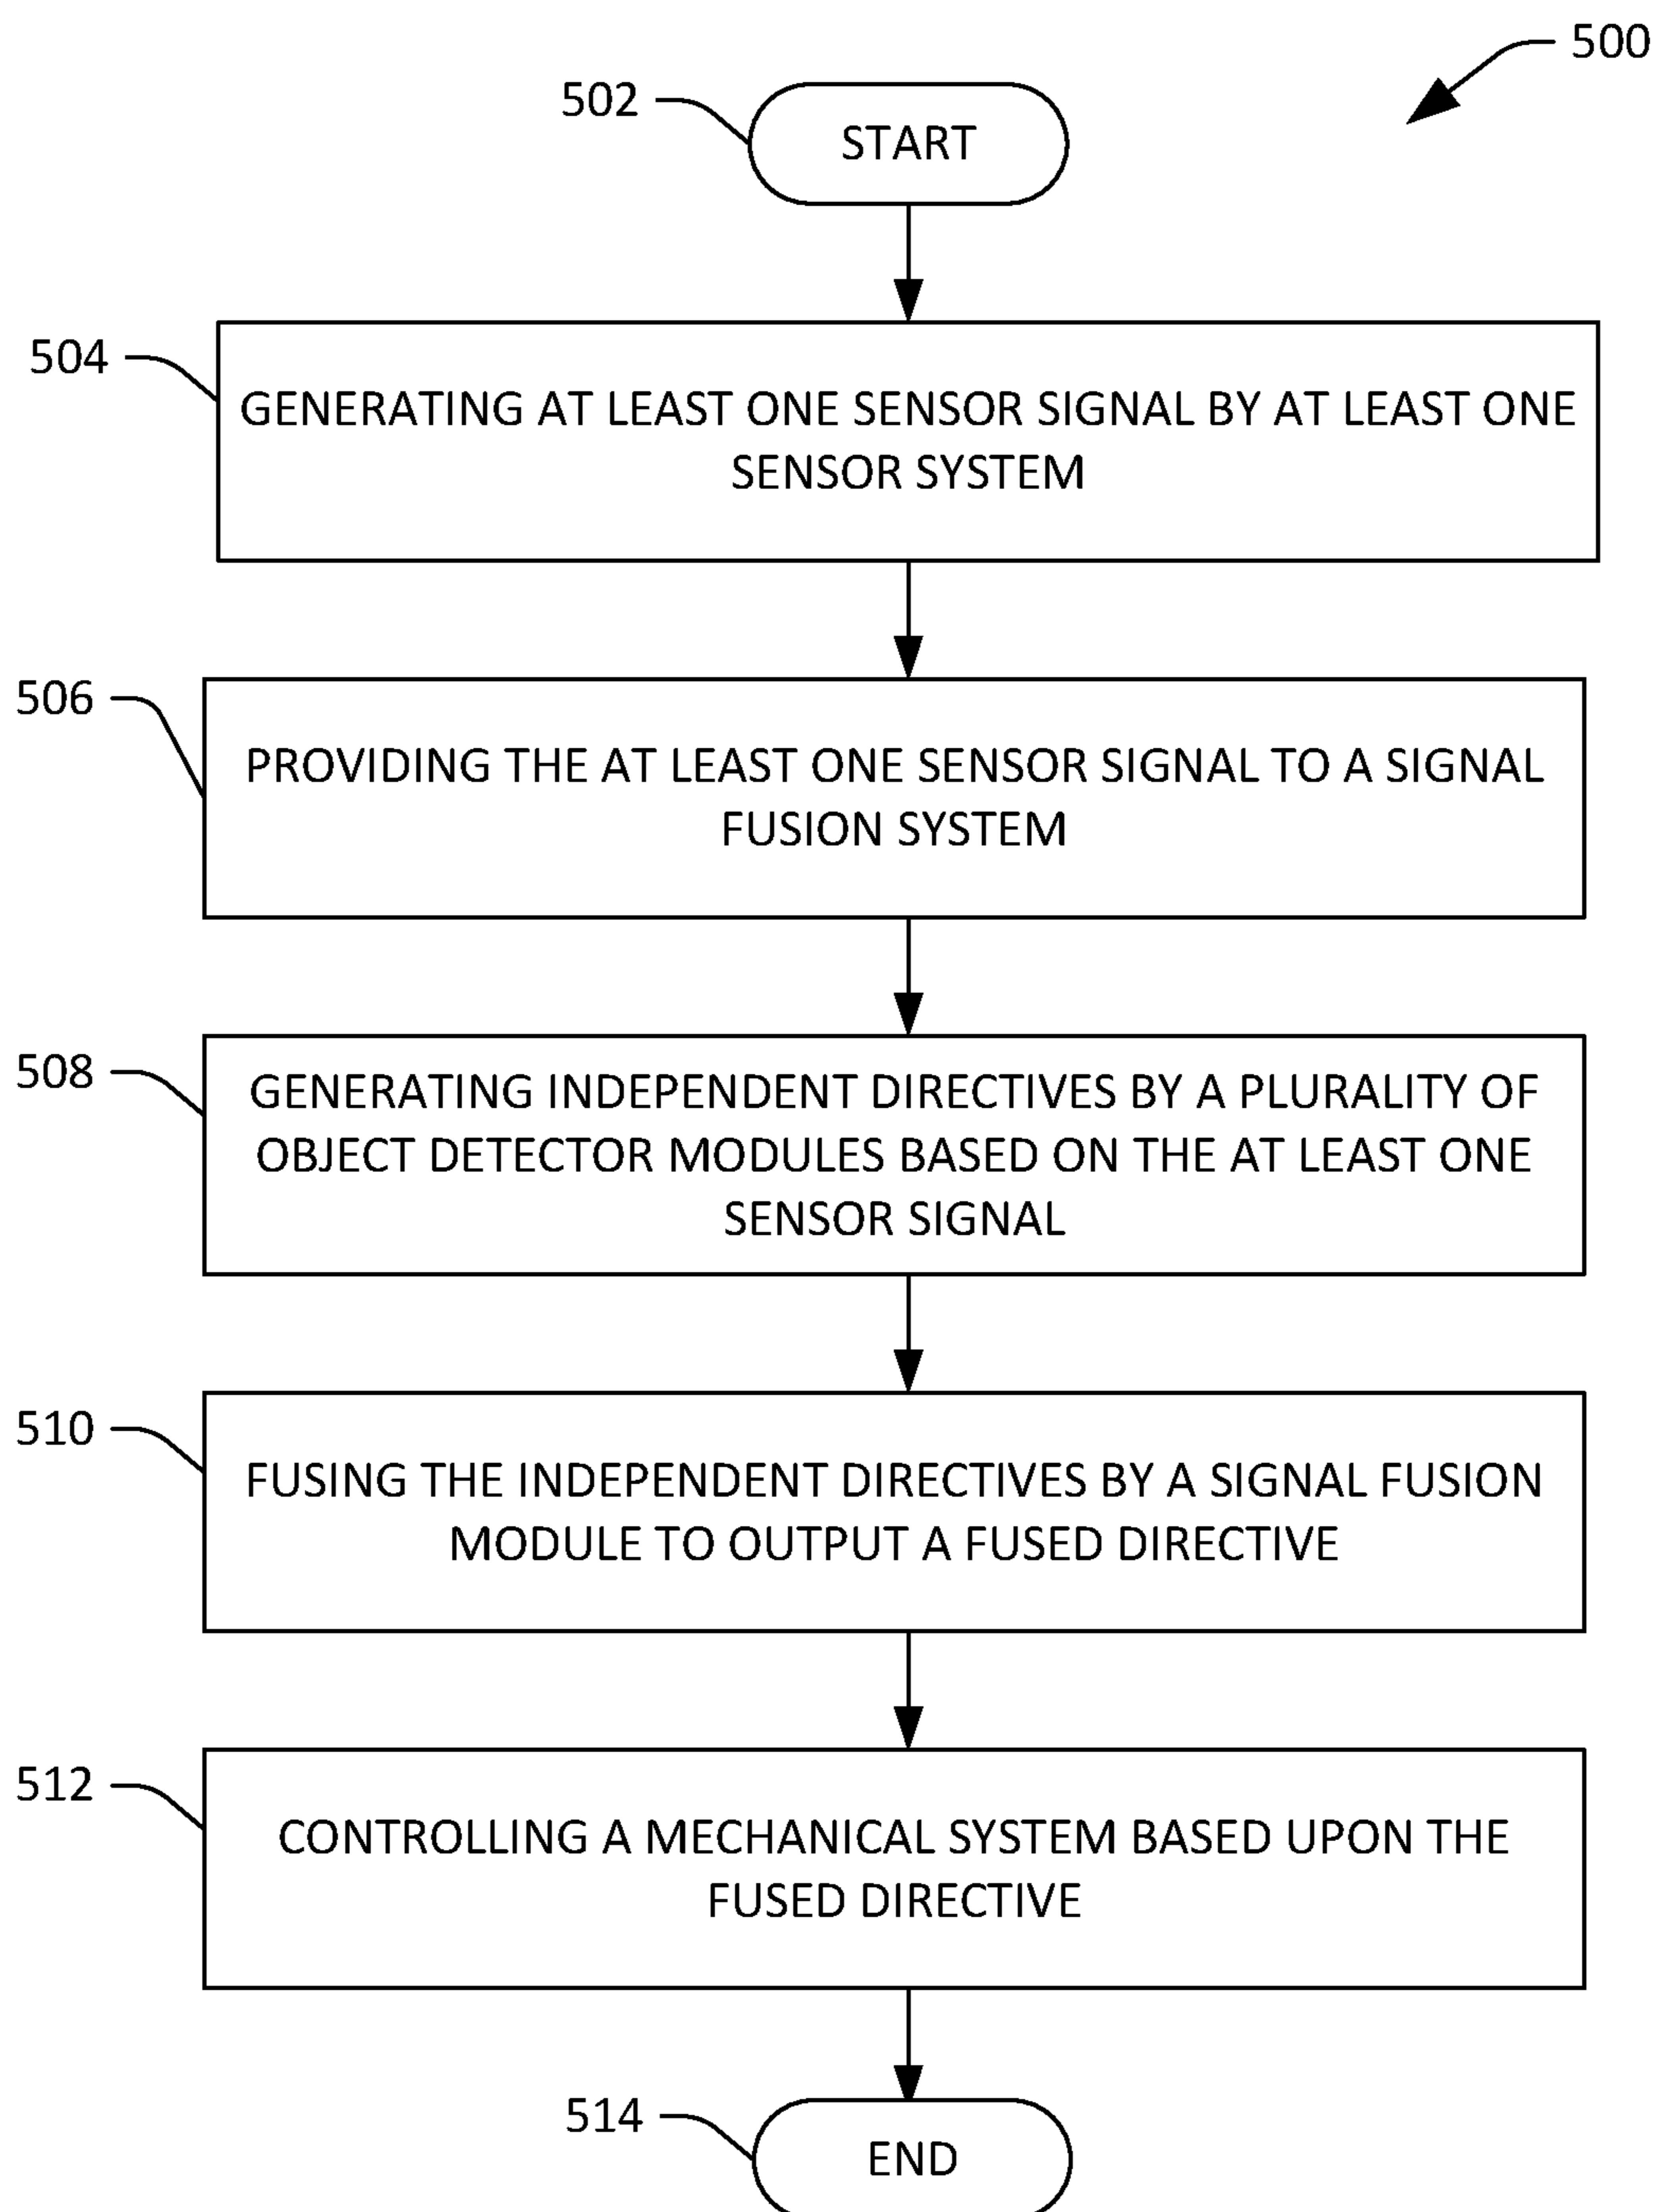 500
502
START
504
GENERATING AT LEAST ONE SENSOR SIGNAL BY AT LEAST ONE
SENSOR SYSTEM
506
PROVIDING THE AT LEAST ONE SENSOR SIGNAL TO A SIGNAL
FUSION SYSTEM
508
GENERATING INDEPENDENT DIRECTIVES BY A PLURALITY OF
OBJECT DETECTOR MODULES BASED ON THE AT LEAST ONE
SENSOR SIGNAL
510
FUSING THE INDEPENDENT DIRECTIVES BY A SIGNAL FUSION
MODULE TO OUTPUT A FUSED DIRECTIVE
512
CONTROLLING A MECHANICAL SYSTEM BASED UPON THE
FUSED DIRECTIVE
514
END